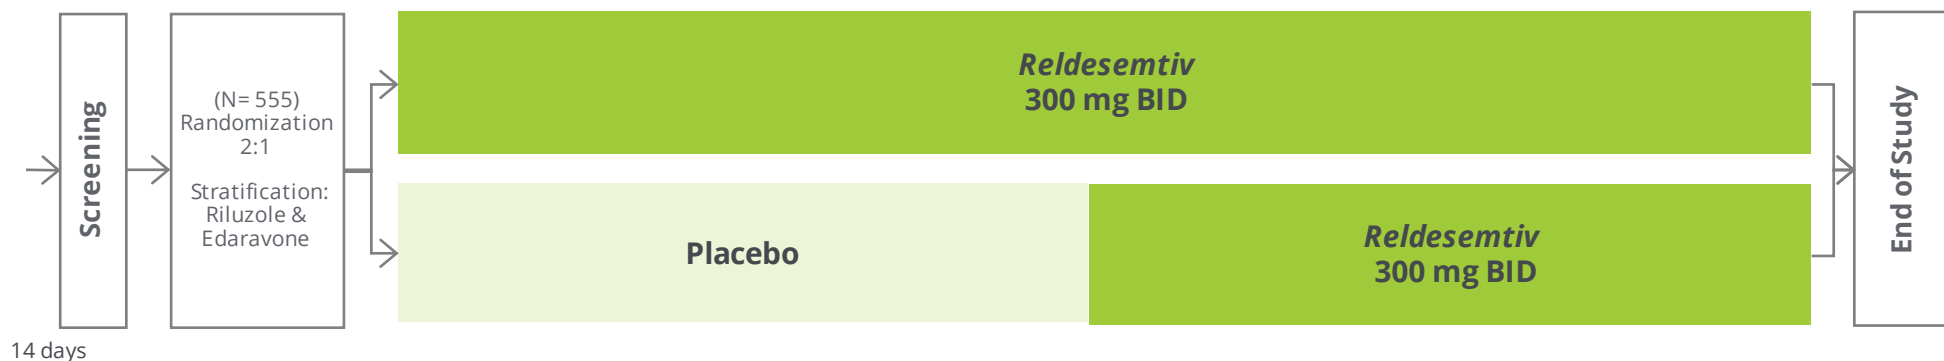 Screening
(N= 555)
Randomization
2:1
Stratification:
Riluzole &
Edaravone
Reldesemtiv
300 mg BID
Placebo
Reldesemtiv
300 mg BID
End of Study
14 days